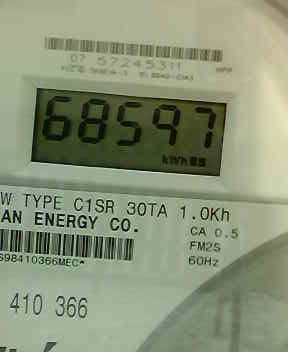 07 57245311
68597
kWh
W TYPE C1SR 30TA 1.0Kh
AN ENERGY CO.
CA 0.5
FM2S
S98410366MEC*
60Hz
410 366